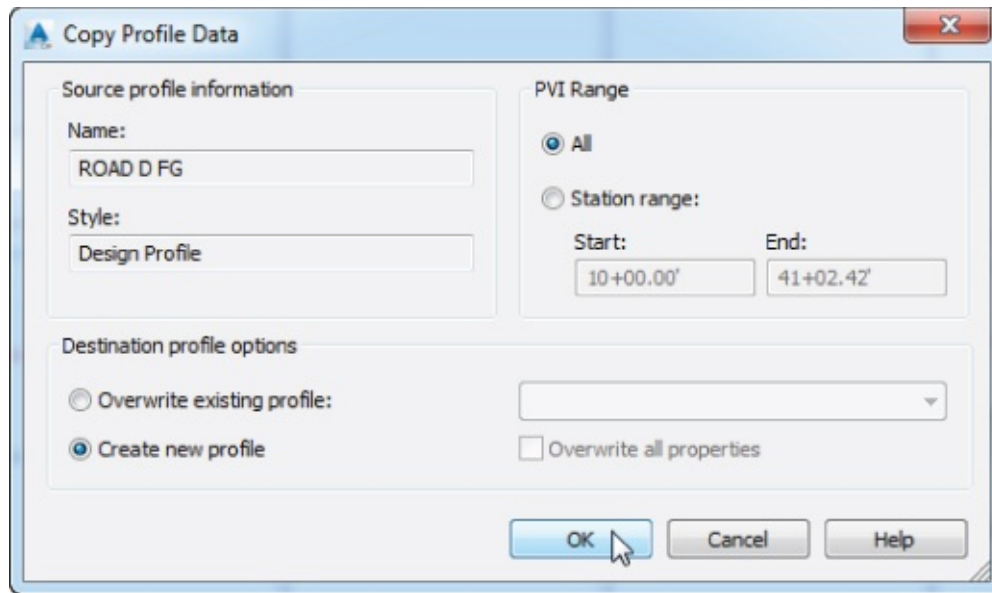 Copy Profile Data
Source profile information
Name:
ROAD D FG
Style:
Design Profile
PVI Range
All
Station range:
Start:
End:
10+00.00'
41+02.42'
Destination profile options
Overwrite existing profile:
Create new profile
Overwrite all properties
OK
Cancel
Help